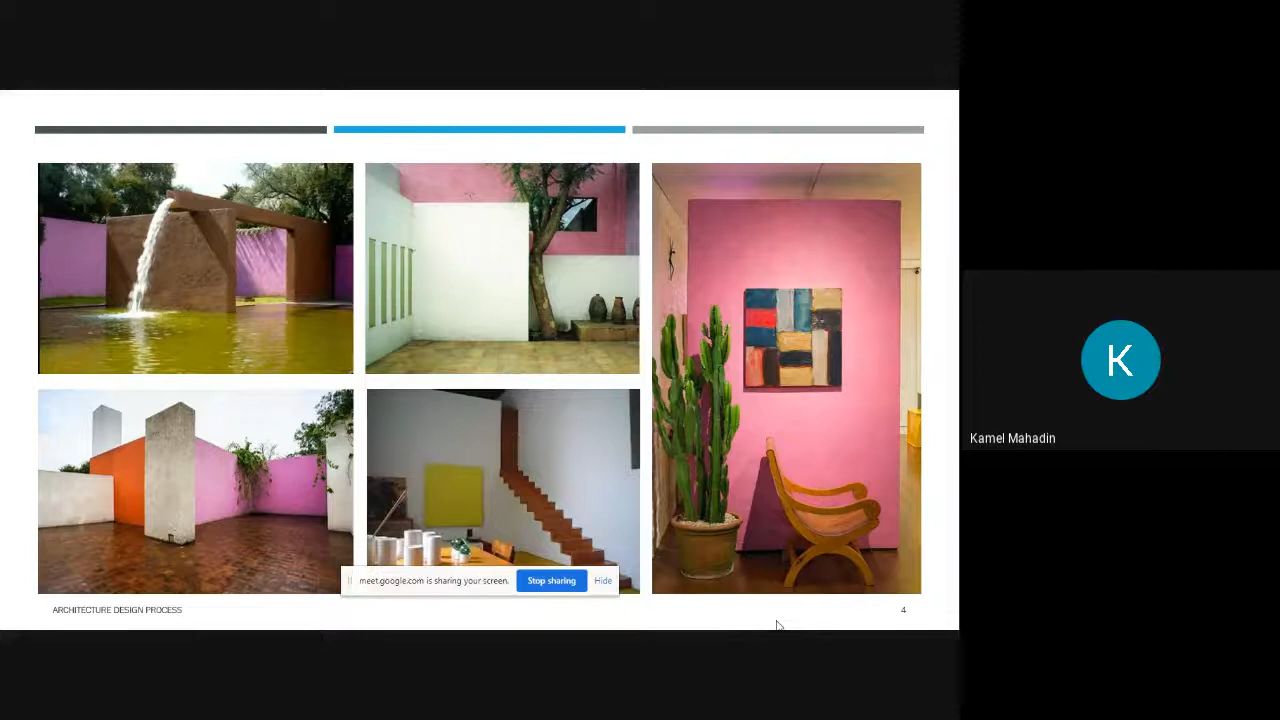 meet.google.com is sharing your screen. Stop sharing Hide
ARCHITECTURE DESIGN PROCESS 4
K
Kamel Mahadin